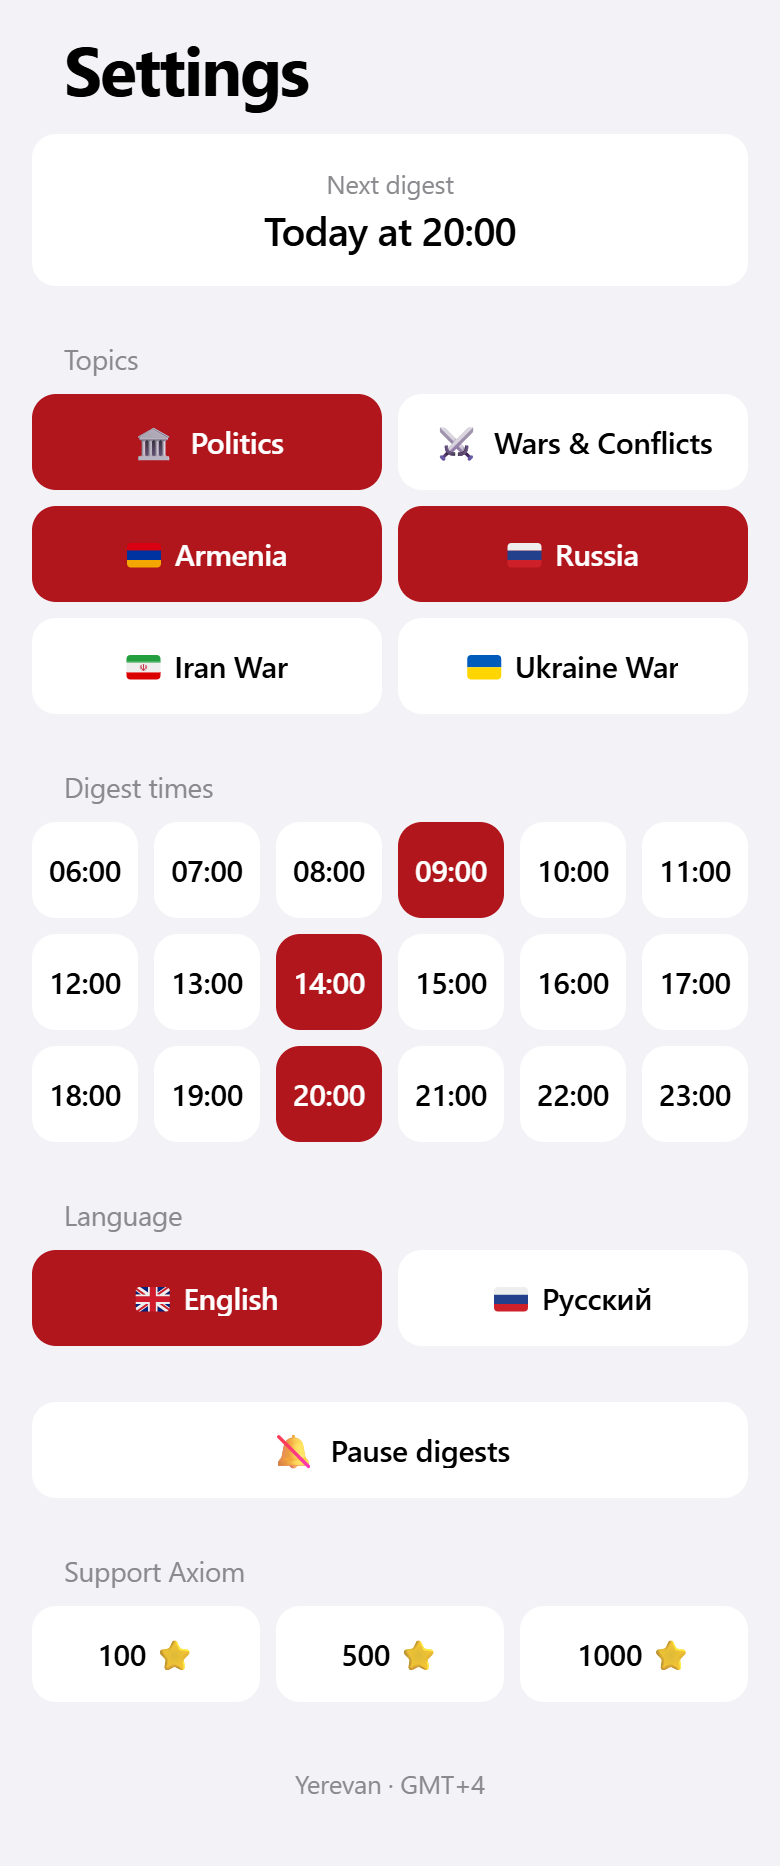 Settings
Next digest
Today at 20:00
Topics
Politics
Wars & Conflicts
Armenia
Russia
Iran War
Ukraine War
Digest times
06:00 07:00 08:00 09:00 10:00 11:00
12:00 13:00 14:00 15:00 16:00 17:00
18:00 19:00 20:00 21:00 22:00 23:00
Language
English
Русский
Pause digests
Support Axiom
100
500
1000
Yerevan · GMT+4